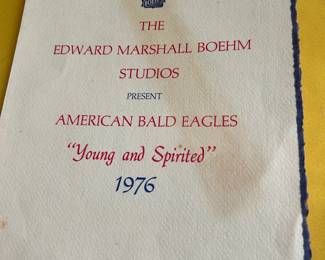 THE
EDWARD MARSHALL BOEHM
STUDIOS
PRESENT
AMERICAN BALD EAGLES
"Young and Spirited"
1976